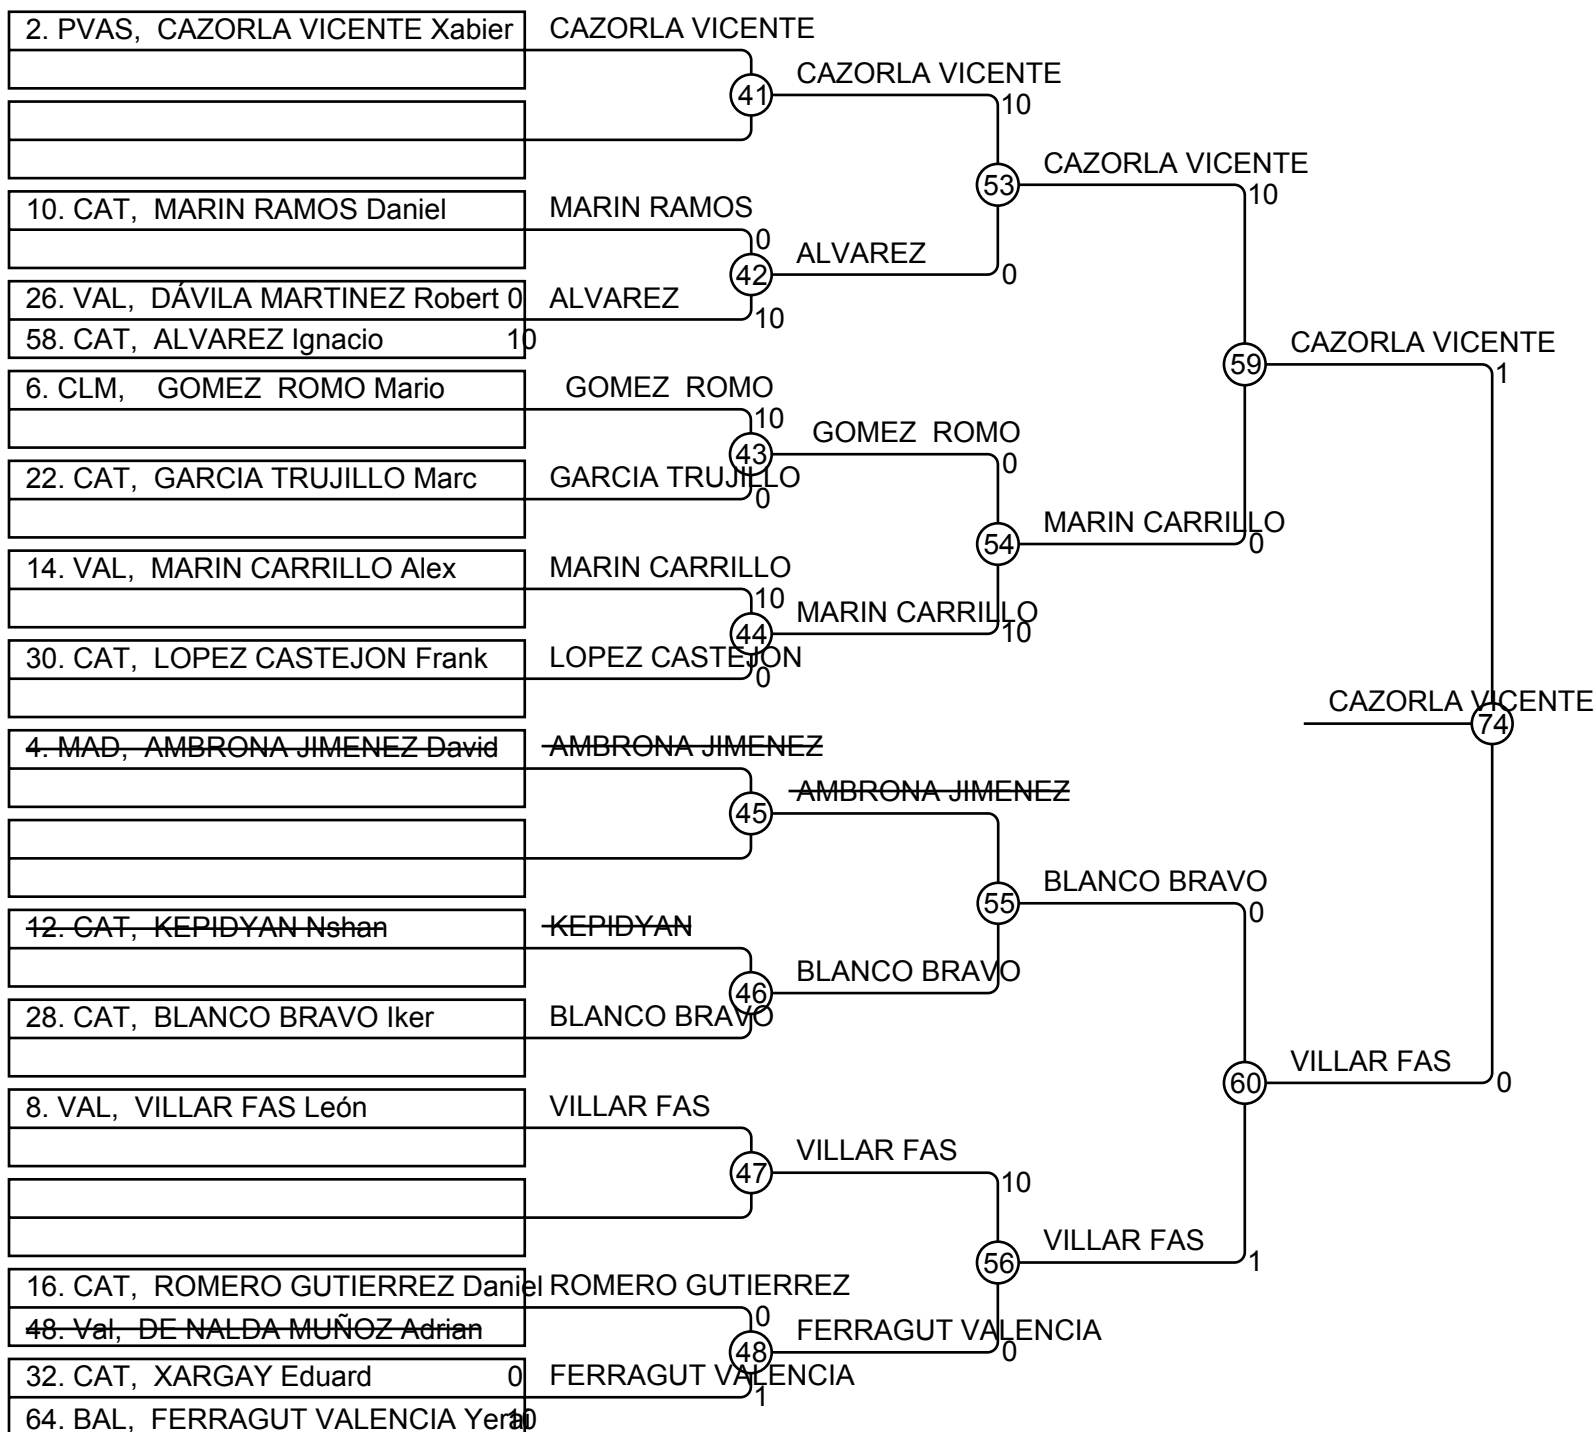 2. PVAS, CAZORLA VICENTE Xabier
CAZORLA VICENTE
41
CAZORLA VICENTE
10
53
CAZORLA VICENTE
10
10. CAT, MARIN RAMOS Daniel
MARIN RAMOS
0
42
ALVAREZ
0
26. VAL, DÁVILA MARTINEZ Robert 0
ALVAREZ
10
58. CAT, ALVAREZ Ignacio 10
59
CAZORLA VICENTE
1
6. CLM, GOMEZ ROMO Mario
GOMEZ ROMO
10
43
GOMEZ ROMO
0
22. CAT, GARCIA TRUJILLO Marc
GARCIA TRUJILLO
0
54
MARIN CARRILLO
0
14. VAL, MARIN CARRILLO Alex
MARIN CARRILLO
10
44
MARIN CARRILLO
10
30. CAT, LOPEZ CASTEJON Frank
LOPEZ CASTEJON
0
CAZORLA VICENTE
74
4. MAD, AMBRONA JIMENEZ David
AMBRONA JIMENEZ
45
AMBRONA JIMENEZ
55
BLANCO BRAVO
0
12. CAT, KEPIDYAN Nshan
KEPIDYAN
46
BLANCO BRAVO
28. CAT, BLANCO BRAVO Iker
BLANCO BRAVO
60
VILLAR FAS
0
8. VAL, VILLAR FAS León
VILLAR FAS
47
VILLAR FAS
10
56
VILLAR FAS
1
16. CAT, ROMERO GUTIERREZ Daniel
ROMERO GUTIERREZ
0
48. Val, DE NALDA MUÑOZ Adrian
48
FERRAGUT VALENCIA
0
32. CAT, XARGAY Eduard 0
FERRAGUT VALENCIA
1
64. BAL, FERRAGUT VALENCIA Yerai 10